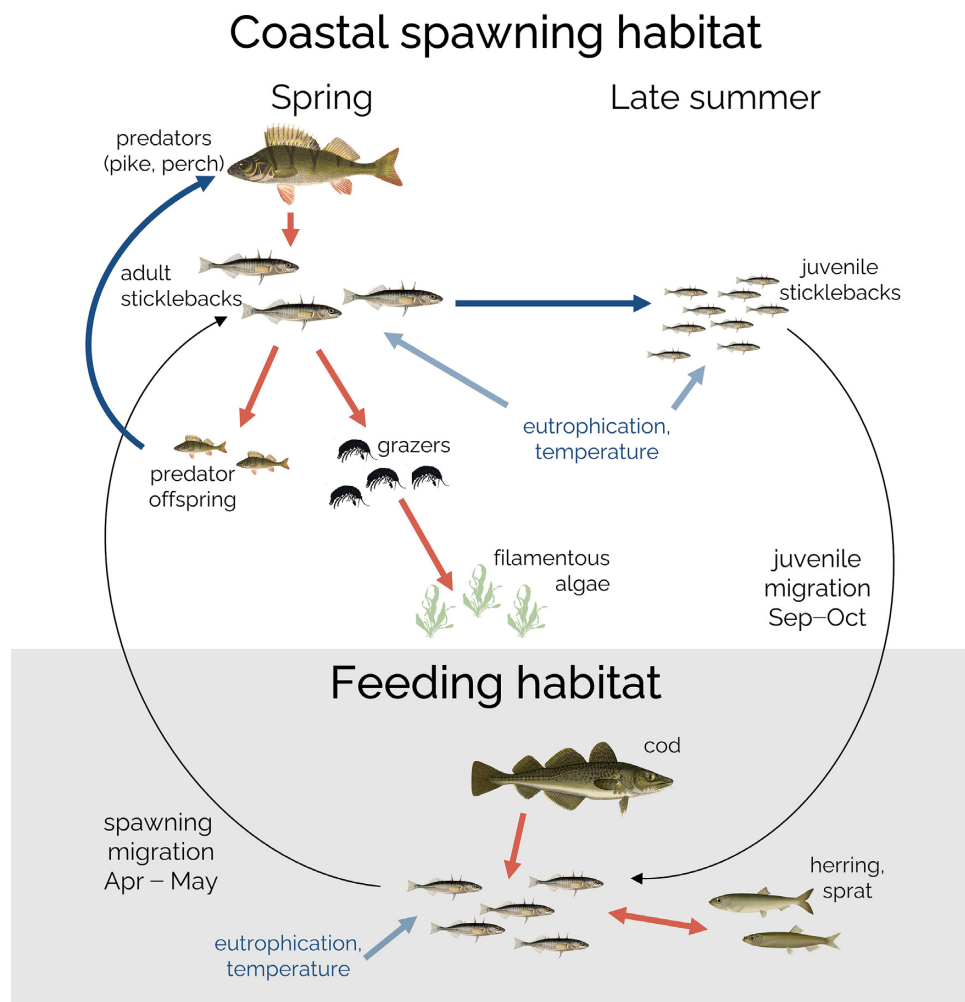 Coastal spawning habitat
Spring
Late summer
predators
(pike, perch)
adult
sticklebacks
juvenile
sticklebacks
eutrophication,
temperature
predator
offspring
grazers
filamentous
algae
juvenile
migration
Sep–Oct
Feeding habitat
cod
spawning
migration
Apr – May
herring,
sprat
eutrophication,
temperature